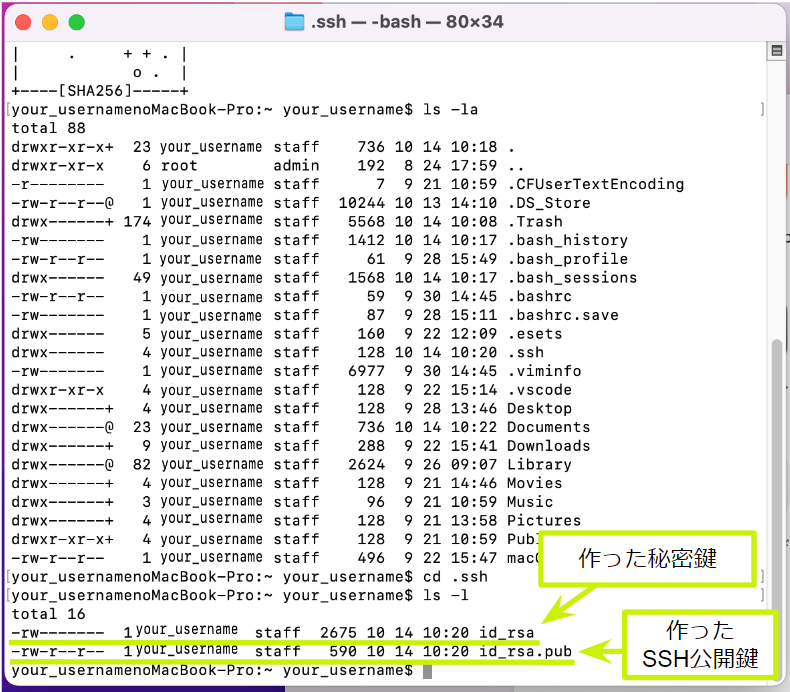 .ssh — -bash — 80×34
|     .     + + .  |
|            o .   |
+----[SHA256]-----+
[your_usernamenoMacBook-Pro:~ your_username$ ls -la ]
total 88
drwxr-xr-x+  23 your_username staff    736 10 14 10:18 .
drwxr-xr-x    6 root          admin    192  8 24 17:59 ..
-r--------    1 your_username staff      7  9 21 10:59 .CFUserTextEncoding
-rw-r--r--@   1 your_username staff  10244 10 13 14:10 .DS_Store
drwx------+ 174 your_username staff   5568 10 14 10:08 .Trash
-rw-------    1 your_username staff   1412 10 14 10:17 .bash_history
-rw-r--r--    1 your_username staff     61  9 28 15:49 .bash_profile
drwx------   49 your_username staff   1568 10 14 10:17 .bash_sessions
-rw-r--r--    1 your_username staff     59  9 30 14:45 .bashrc
-rw-------    1 your_username staff     87  9 28 15:11 .bashrc.save
drwx------    5 your_username staff    160  9 22 12:09 .esets
drwx------    4 your_username staff    128 10 14 10:20 .ssh
-rw-------    1 your_username staff   6977  9 30 14:45 .viminfo
drwxr-xr-x    4 your_username staff    128  9 22 15:14 .vscode
drwx------+   4 your_username staff    128  9 28 13:46 Desktop
drwx------@  23 your_username staff    736 10 14 10:22 Documents
drwx------+   9 your_username staff    288  9 22 15:41 Downloads
drwx------@  82 your_username staff   2624  9 26 09:07 Library
drwx------+   4 your_username staff    128  9 21 14:46 Movies
drwx------+   3 your_username staff     96  9 21 10:59 Music
drwx------+   4 your_username staff    128  9 21 13:58 Pictures
drwxr-xr-x+   4 your_username staff    128  9 21 10:59
-rw-r--r--    1 your_username staff    496  9 22 15:47
作った秘密鍵
[your_usernamenoMacBook-Pro:~ your_username$ cd .ssh ]
[your_usernamenoMacBook-Pro:~ your_username$ ls -l ]
total 16
-rw-------  1 your_username  staff  2675 10 14 10:20 id_rsa
-rw-r--r--  1 your_username  staff   590 10 14 10:20 id_rsa.pub
作った
SSH公開鍵
your_usernamenoMacBook-Pro:~ your_username$